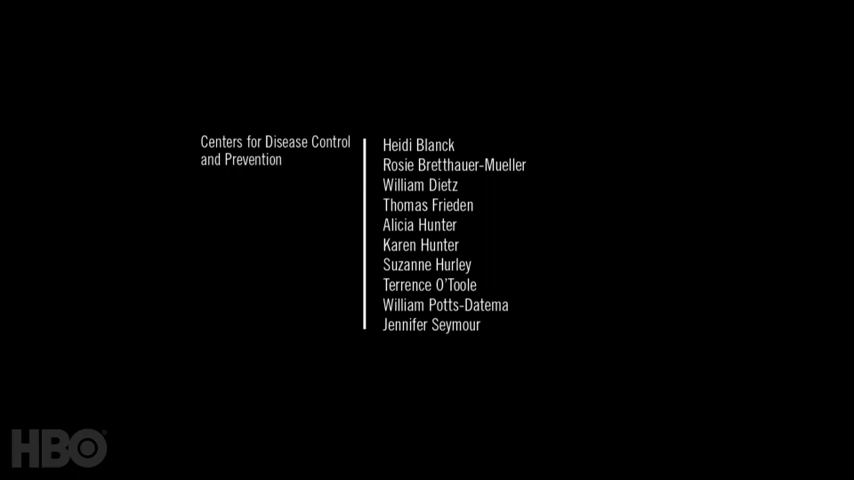 Centers for Disease Control
and Prevention
Heidi Blanck
Rosie Bretthauer-Mueller
William Dietz
Thomas Frieden
Alicia Hunter
Karen Hunter
Suzanne Hurley
Terrence O'Toole
William Potts-Datema
Jennifer Seymour
HBO